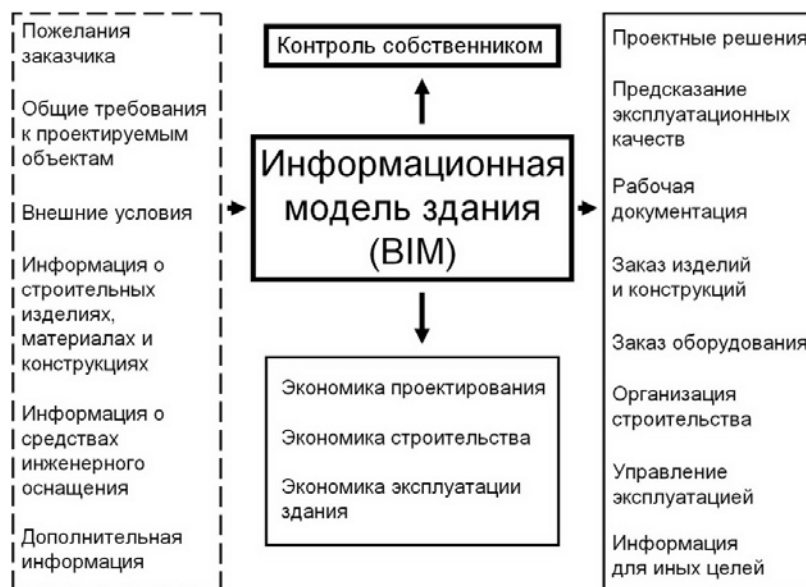 Пожелания
заказчика
Общие требования
к проектируемым
объектам
Внешние условия
Информация о
строительных
изделиях,
материалах и
конструкциях
Информация о
средствах
инженерного
оснащения
Дополнительная
информация
Контроль собственником
Информационная
модель здания
(BIM)
Экономика проектирования
Экономика строительства
Экономика эксплуатации
здания
Проектные решения
Предсказание
эксплуатационных
качеств
Рабочая
документация
Заказ изделий
и конструкций
Заказ оборудования
Организация
строительства
Управление
эксплуатацией
Информация
для иных целей